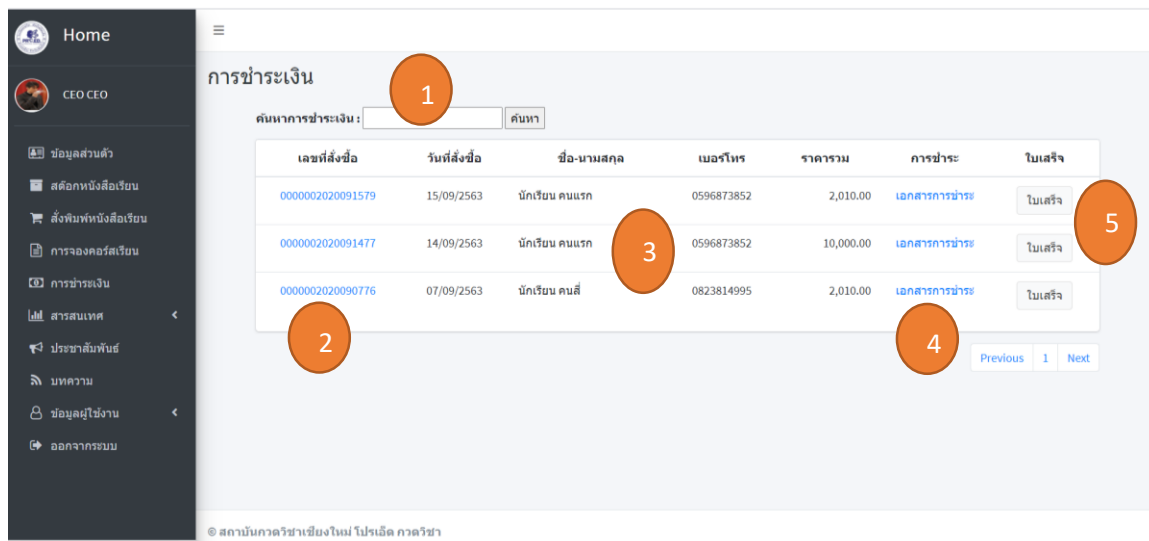 Home
CEO CEO
ข้อมูลส่วนตัว
สต๊อกหนังสือเรียน
สั่งพิมพ์หนังสือเรียน
การจองคอร์สเรียน
การชำระเงิน
สารสนเทศ
ประชาสัมพันธ์
บทความ
ข้อมูลผู้ใช้งาน
ออกจากระบบ
การชำระเงิน
1
ค้นหาการชำระเงิน : ค้นหา
เลขที่สั่งซื้อ วันที่สั่งซื้อ ชื่อ-นามสกุล เบอร์โทร ราคารวม การชำระ ใบเสร็จ
0000002020091579 15/09/2563 นักเรียน คนแรก 0596873852 2,010.00 เอกสารการชำระ ใบเสร็จ
5
0000002020091477 14/09/2563 นักเรียน คนแรก 0596873852 10,000.00 เอกสารการชำระ ใบเสร็จ
3
0000002020090776 07/09/2563 นักเรียน คนสี่ 0823814995 2,010.00 เอกสารการชำระ ใบเสร็จ
2
4
Previous 1 Next
© สถาบันกวดวิชาเชียงใหม่ โปรเอ็ด กวดวิชา